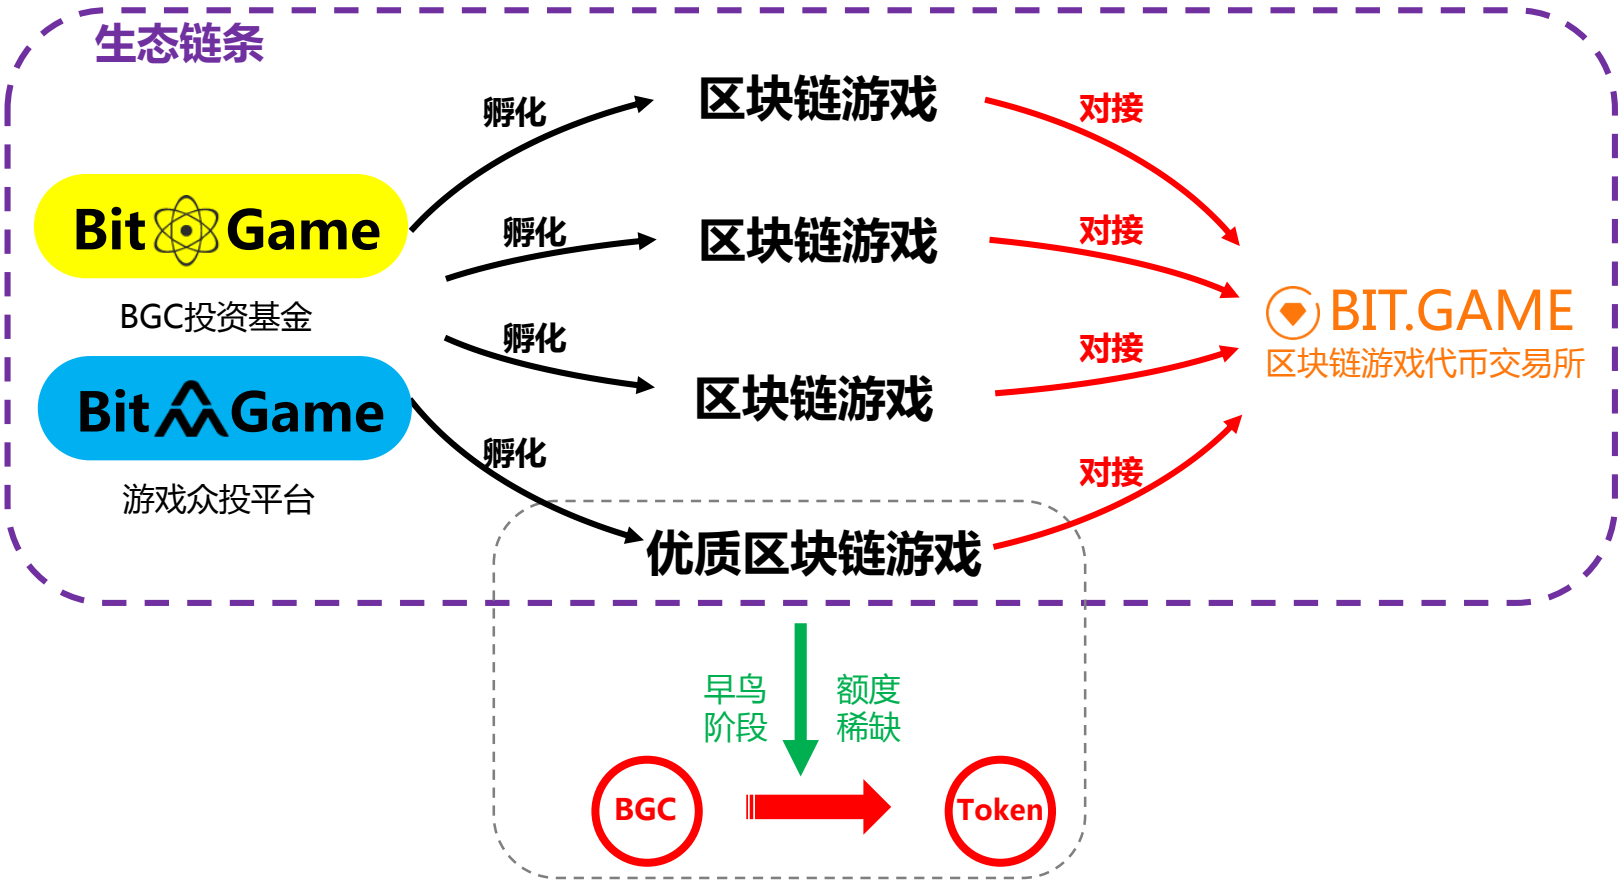 生态链条
孵化
区块链游戏
对接
Bit Game
孵化
区块链游戏
对接
BGC投资基金
孵化
区块链游戏
对接
BIT.GAME
区块链游戏代币交易所
Bit Game
游戏众投平台
孵化
优质区块链游戏
对接
早鸟
阶段
额度
稀缺
BGC
Token